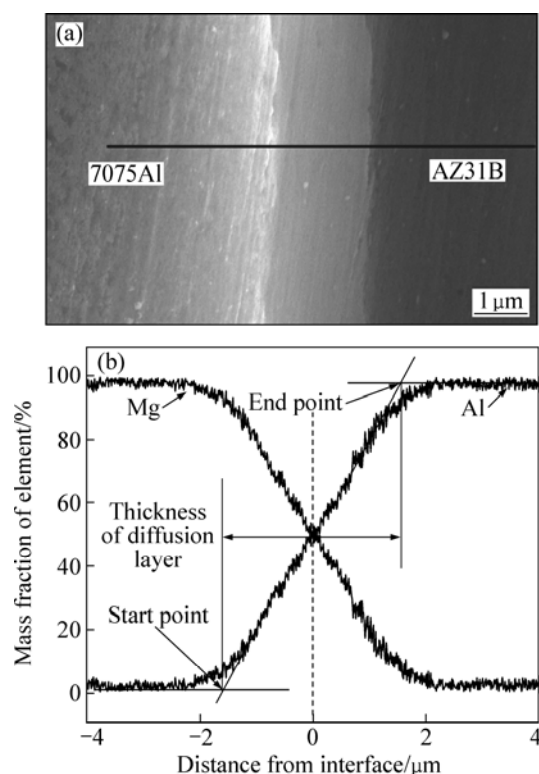 (a)
7075Al
AZ31B
1 μm
(b)
100
80
60
40
20
0
Mass fraction of element/%
Mg
End point
Al
Thickness
of diffusion
layer
Start point
−4
−2
0
2
4
Distance from interface/μm